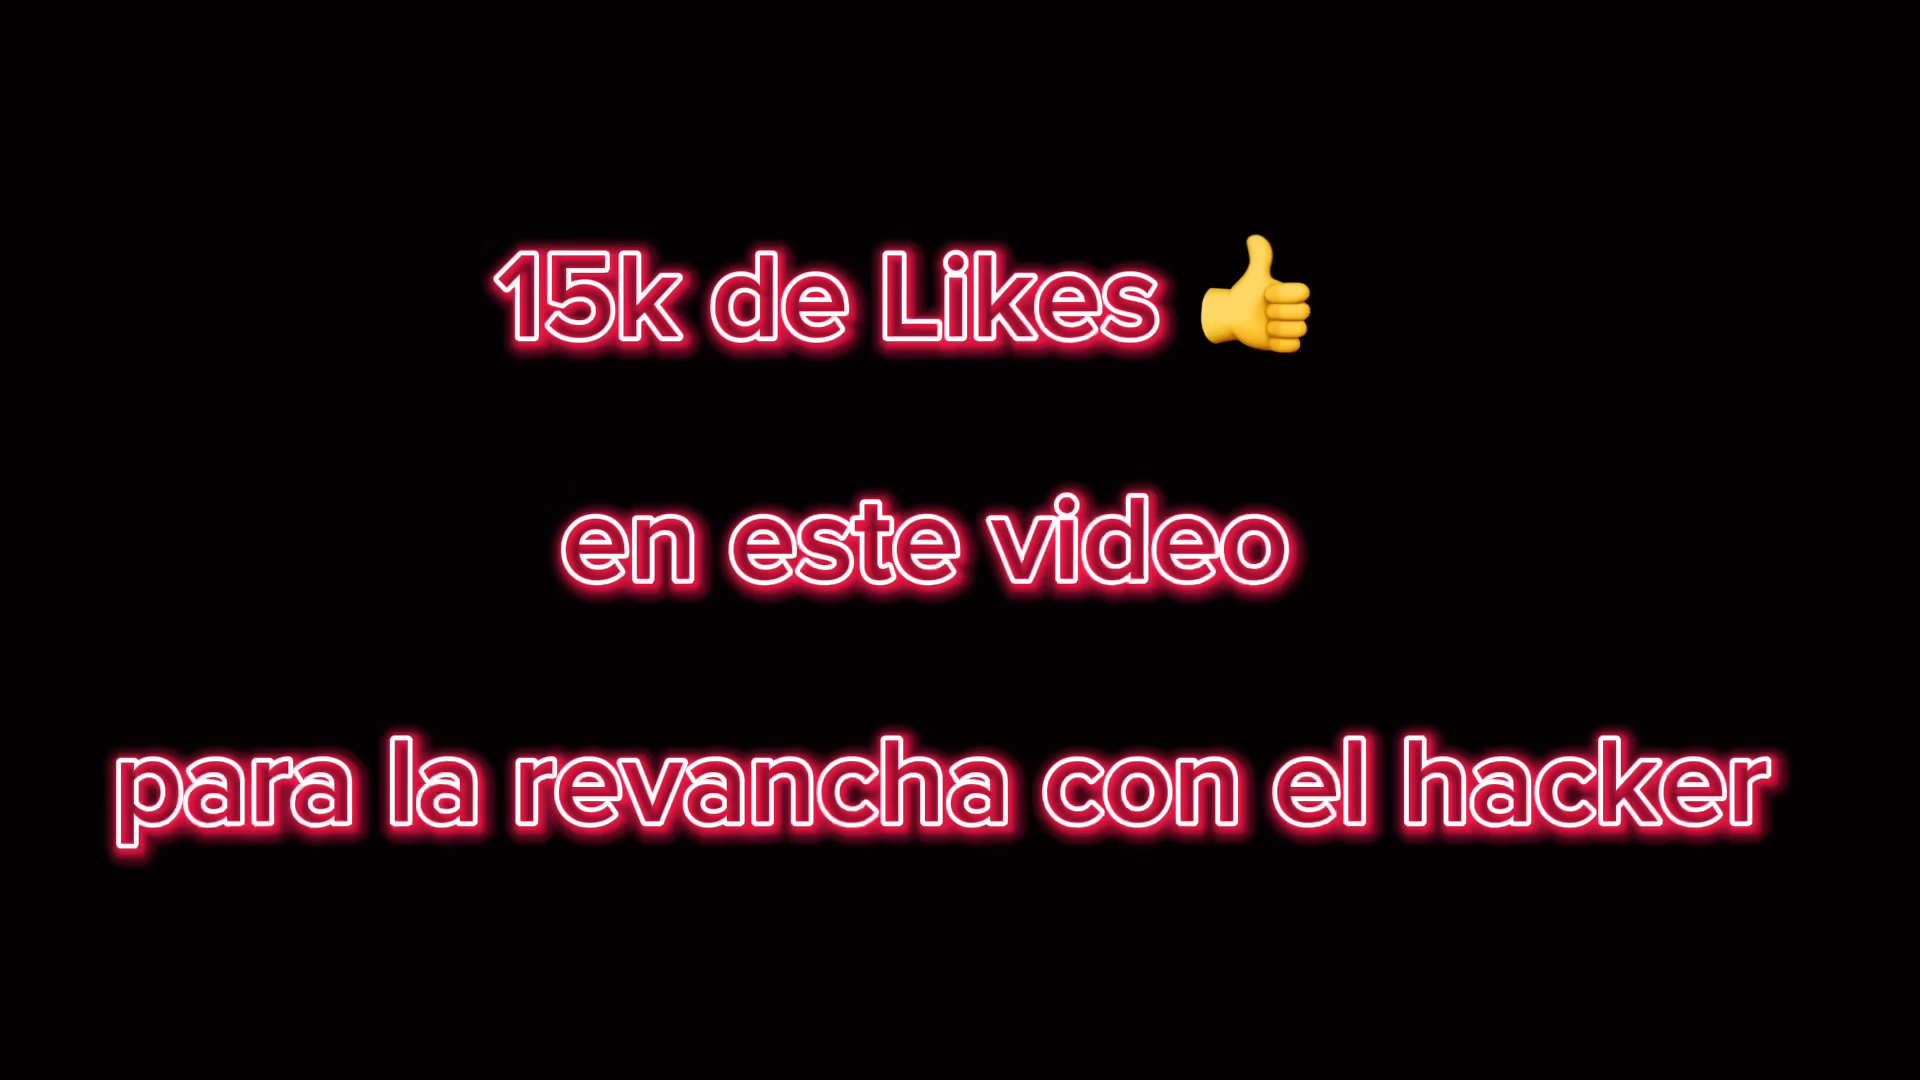 15k de Likes 👍
en este video
para la revancha con el hacker